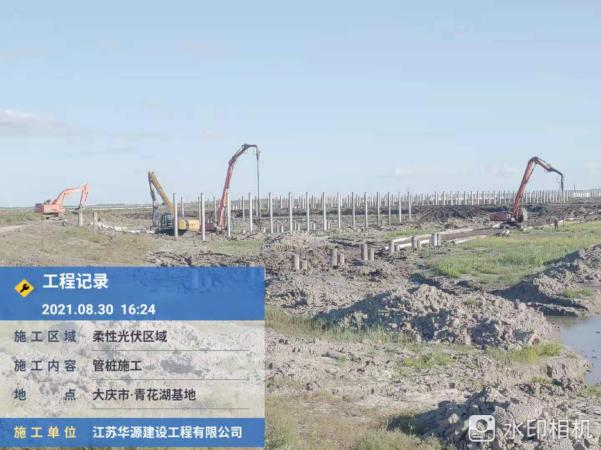 工程记录
2021.08.30 16:24
施工区域 柔性光伏区域
施工内容 管桩施工
地 点 大庆市·青花湖基地
施工单位 江苏华源建设工程有限公司
水印相机